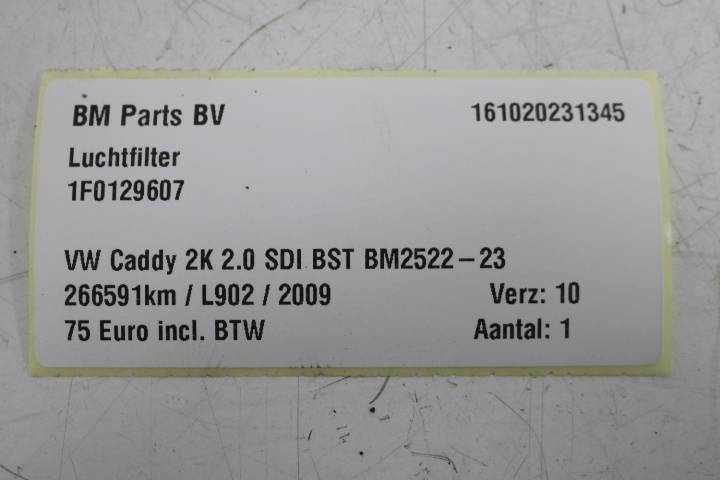 BM Parts BV 161020231345
Luchtfilter
1F0129607
VW Caddy 2K 2.0 SDI BST BM2522-23
266591km / L902 / 2009 Verz: 10
75 Euro incl. BTW Aantal: 1